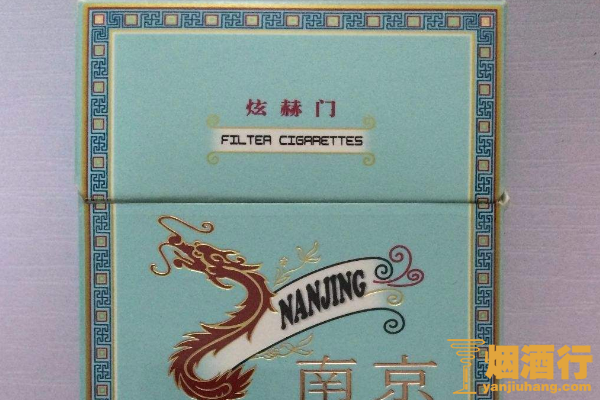 炫赫门
FILTER CIGARETTES
NANJING
南京
烟酒行
yanjiuhang.com